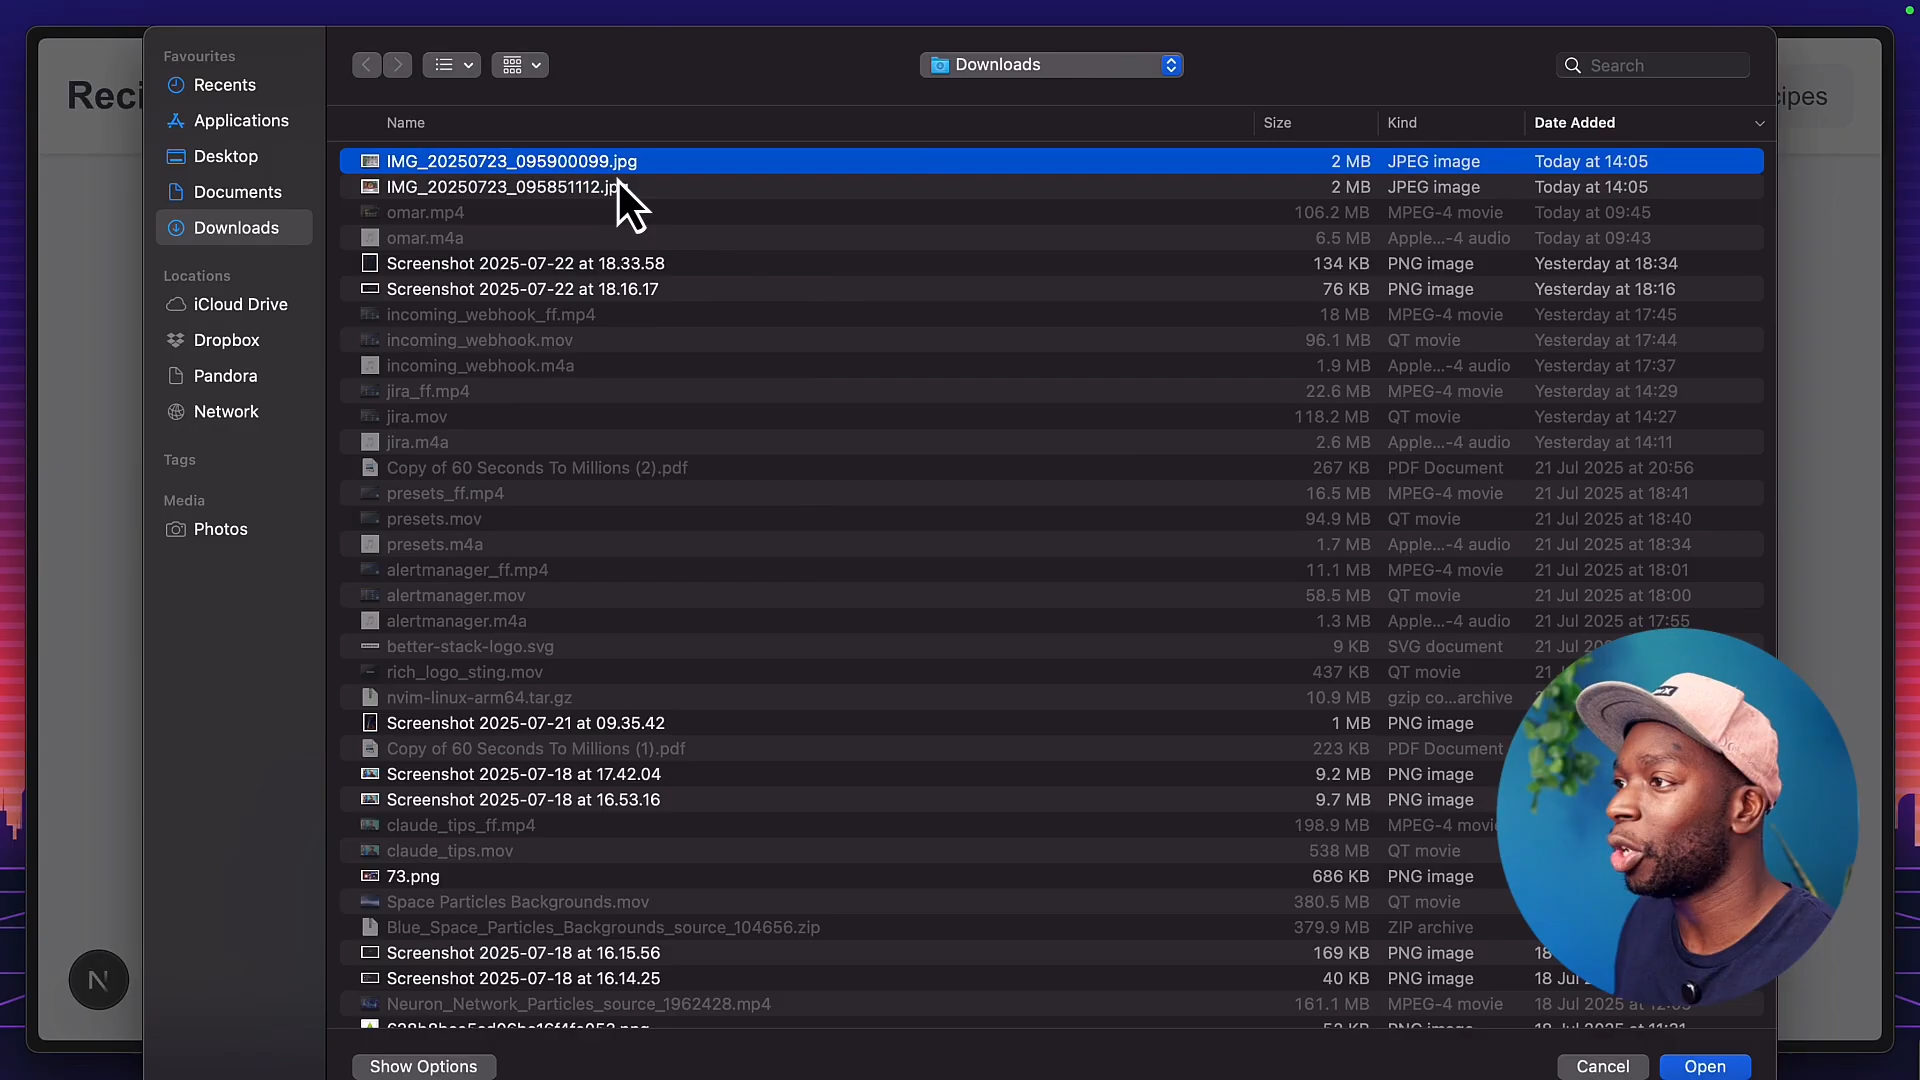 Favourites
Recents
Applications
Desktop
Documents
Downloads
Locations
iCloud Drive
Dropbox
Pandora
Network
Tags
Media
Photos
Downloads
Search
Reci
cipes
Name Size Kind Date Added
IMG_20250723_095900099.jpg 2 MB JPEG image Today at 14:05
IMG_20250723_095851112.jp 2 MB JPEG image Today at 14:05
omar.mp4 106.2 MB MPEG-4 movie Today at 09:45
omar.m4a 6.5 MB Apple...-4 audio Today at 09:43
Screenshot 2025-07-22 at 18.33.58 134 KB PNG image Yesterday at 18:34
Screenshot 2025-07-22 at 18.16.17 76 KB PNG image Yesterday at 18:16
incoming_webhook_ff.mp4 18 MB MPEG-4 movie Yesterday at 17:45
incoming_webhook.mov 96.1 MB QT movie Yesterday at 17:44
incoming_webhook.m4a 1.9 MB Apple...-4 audio Yesterday at 17:37
jira_ff.mp4 22.6 MB MPEG-4 movie Yesterday at 14:29
jira.mov 118.2 MB QT movie Yesterday at 14:27
jira.m4a 2.6 MB Apple...-4 audio Yesterday at 14:11
Copy of 60 Seconds To Millions (2).pdf 267 KB PDF Document 21 Jul 2025 at 20:56
presets_ff.mp4 16.5 MB MPEG-4 movie 21 Jul 2025 at 18:41
presets.mov 94.9 MB QT movie 21 Jul 2025 at 18:40
presets.m4a 1.7 MB Apple...-4 audio 21 Jul 2025 at 18:34
alertmanager_ff.mp4 11.1 MB MPEG-4 movie 21 Jul 2025 at 18:01
alertmanager.mov 58.5 MB QT movie 21 Jul 2025 at 18:00
alertmanager.m4a 1.3 MB Apple...-4 audio 21 Jul 2025 at 17:55
better-stack-logo.svg 9 KB SVG document 21 Jul 20
rich_logo_sting.mov 437 KB QT movie 21
nvim-linux-arm64.tar.gz 10.9 MB gzip co...archive
Screenshot 2025-07-21 at 09.35.42 1 MB PNG image
Copy of 60 Seconds To Millions (1).pdf 223 KB PDF Document
Screenshot 2025-07-18 at 17.42.04 9.2 MB PNG image
Screenshot 2025-07-18 at 16.53.16 9.7 MB PNG image
claude_tips_ff.mp4 198.9 MB MPEG-4 movi
claude_tips.mov 538 MB QT movie
73.png 686 KB PNG image
Space Particles Backgrounds.mov 380.5 MB QT movie
Blue_Space_Particles_Backgrounds_source_104656.zip 379.9 MB ZIP archive
Screenshot 2025-07-18 at 16.15.56 169 KB PNG image 18
Screenshot 2025-07-18 at 16.14.25 40 KB PNG image 18 Jul
Neuron_Network_Particles_source_1962428.mp4 161.1 MB MPEG-4 movie 18 Jul 2025 at
N
Show Options
Cancel
Open